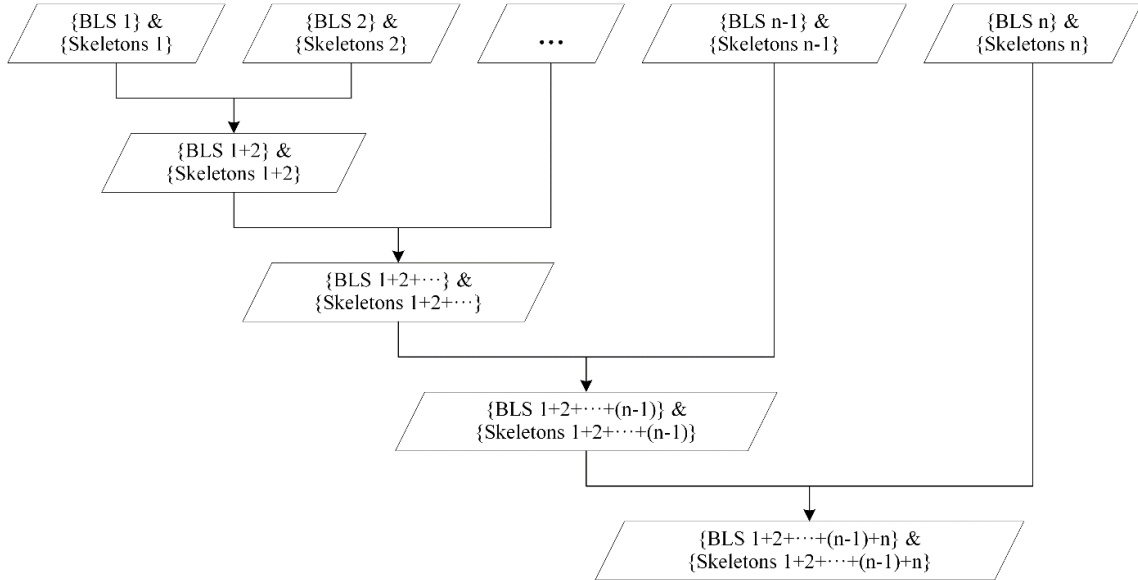 {BLS 1} &
{Skeletons 1}
{BLS 2} &
{Skeletons 2}
...
{BLS n-1} &
{Skeletons n-1}
{BLS n} &
{Skeletons n}
{BLS 1+2} &
{Skeletons 1+2}
{BLS 1+2+···} &
{Skeletons 1+2+···}
{BLS 1+2+···+(n-1)} &
{Skeletons 1+2+···+(n-1)}
{BLS 1+2+···+(n-1)+n} &
{Skeletons 1+2+···+(n-1)+n}